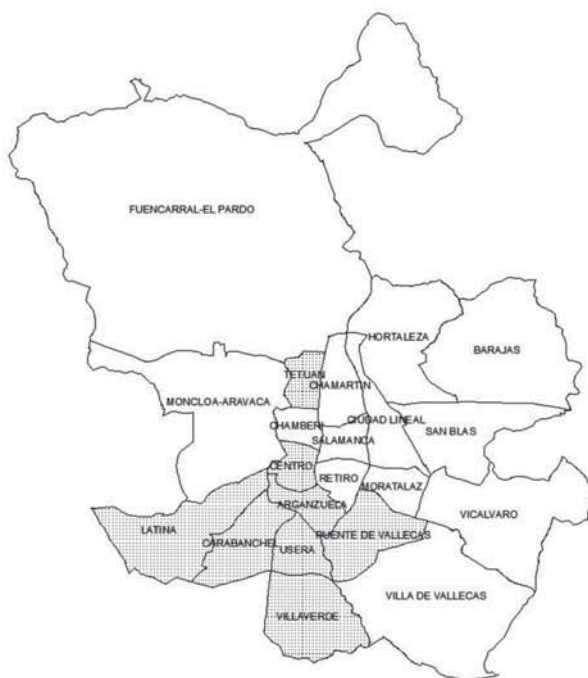 FUENCARRAL-EL PARDO
HORTALEZA
BARAJAS
TETUAN
CHAMARTIN
MONCLOA-ARAVACA
CHAMBERI
CIUDAD LINEAL
SAN BLAS
SALAMANCA
CENTRO
RETIRO
MORATALAZ
ARGANZUELA
VICALVARO
LATINA
CARABANCHEL
USERA
PUENTE DE VALLECAS
VILLA DE VALLECAS
VILLAVERDE